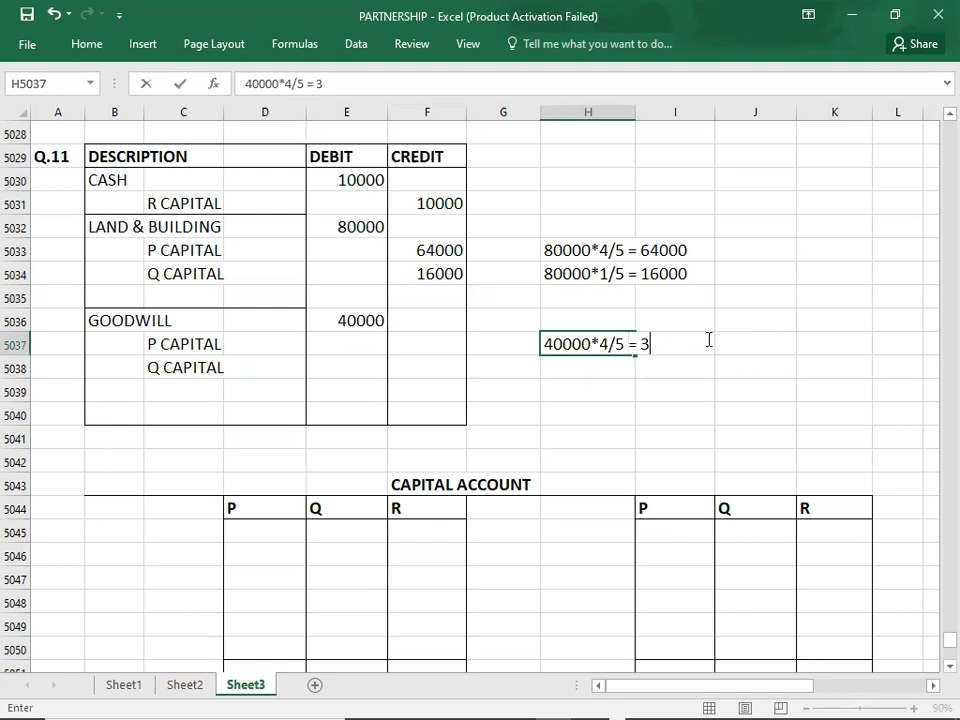 PARTNERSHIP - Excel (Product Activation Failed)
File Home Insert Page Layout Formulas Data Review View Tell me what you want to do... Share
H5037 fx 40000*4/5 = 3
A B C D E F G H I J K L
5028
5029 Q.11 DESCRIPTION DEBIT CREDIT
5030 CASH 10000
5031 R CAPITAL 10000
5032 LAND & BUILDING 80000
5033 P CAPITAL 64000 80000*4/5 = 64000
5034 Q CAPITAL 16000 80000*1/5 = 16000
5035
5036 GOODWILL 40000
5037 P CAPITAL 40000*4/5 = 3
5038 Q CAPITAL
5039
5040
5041
5042
5043 CAPITAL ACCOUNT
5044 P Q R P Q R
5045
5046
5047
5048
5049
5050
5051
Sheet1 Sheet2 Sheet3
Enter 90%